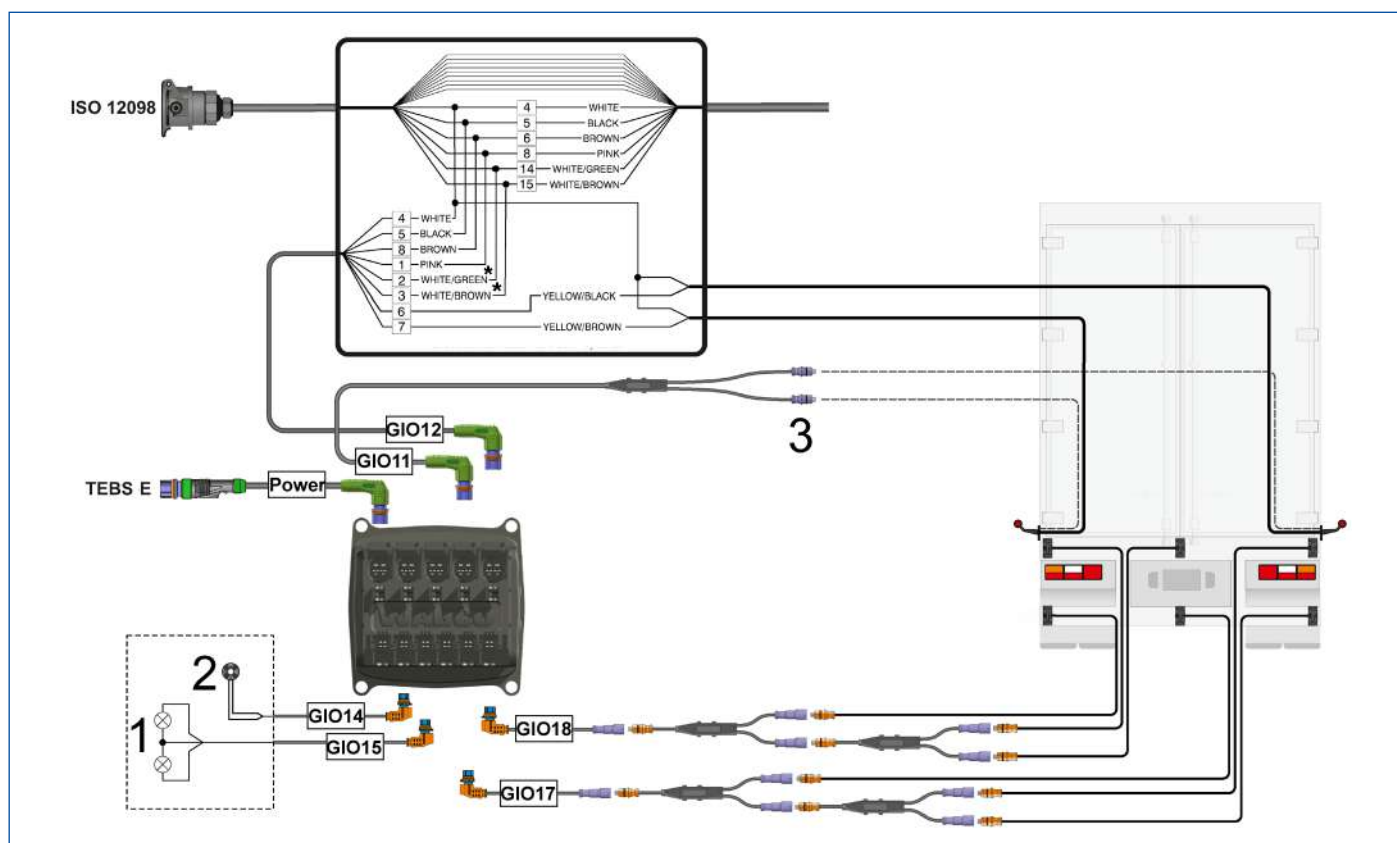 ISO 12098
4 WHITE
5 BLACK
6 BROWN
8 PINK
14 WHITE/GREEN
15 WHITE/BROWN
4 WHITE
5 BLACK
8 BROWN
1 PINK *
2 WHITE/GREEN *
3 WHITE/BROWN
6 YELLOW/BLACK
7 YELLOW/BROWN
3
GIO12
GIO11
TEBS E Power
2
1
GIO14
GIO15
GIO18
GIO17